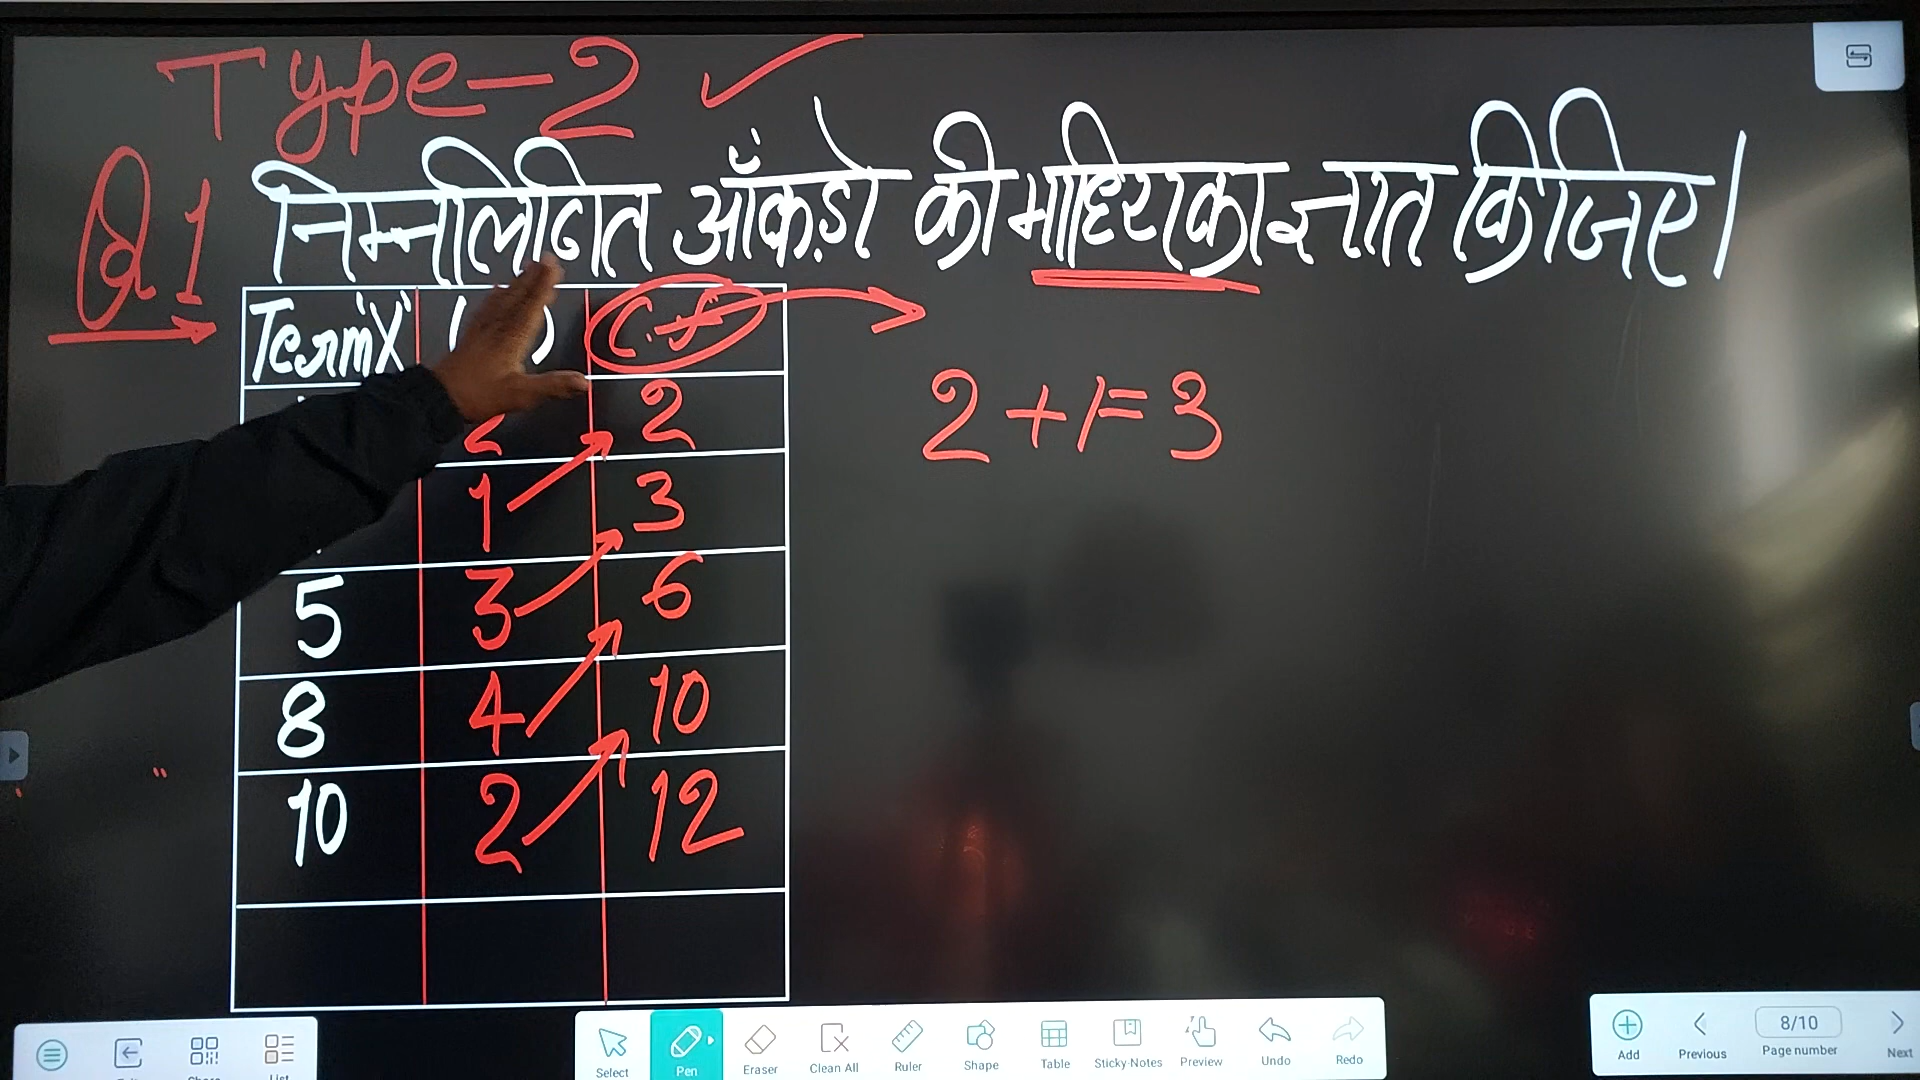 Type-2 ✓
Q.1 निम्नलिखित आँकड़ो की माध्यिका ज्ञात कीजिए।
Term'X' C.f
2
2+1=3
1 3
5 3 6
8 4 10
10 2 12
Select Pen Eraser Clean All Ruler Shape Table Sticky-Notes Preview Undo Redo
Add Previous 8/10 Page number Next
List